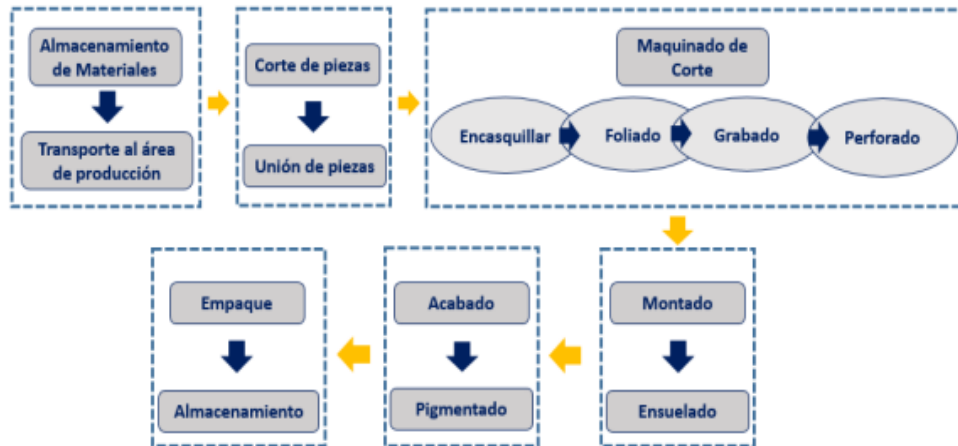 Almacenamiento
de Materiales
Transporte al área
de producción
Corte de piezas
Unión de piezas
Maquinado de
Corte
Encasquillar
Foliado
Grabado
Perforado
Montado
Ensuelado
Acabado
Pigmentado
Empaque
Almacenamiento